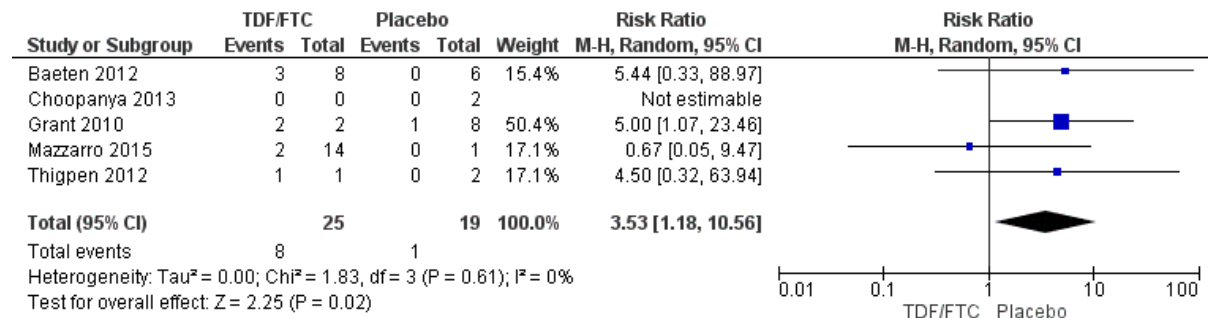 TDF/FTC Placebo Risk Ratio Risk Ratio
Study or Subgroup Events Total Events Total Weight M-H, Random, 95% CI M-H, Random, 95% CI
Baeten 2012 3 8 0 6 15.4% 5.44 [0.33, 88.97]
Choopanya 2013 0 0 0 2 Not estimable
Grant 2010 2 2 1 8 50.4% 5.00 [1.07, 23.46]
Mazzarro 2015 2 14 0 1 17.1% 0.67 [0.05, 9.47]
Thigpen 2012 1 1 0 2 17.1% 4.50 [0.32, 63.94]
Total (95% CI) 25 19 100.0% 3.53 [1.18, 10.56]
Total events 8 1
Heterogeneity: Tau² = 0.00; Chi² = 1.83, df = 3 (P = 0.61); I² = 0%
Test for overall effect: Z = 2.25 (P = 0.02)
0.01 0.1 1 10 100
TDF/FTC Placebo